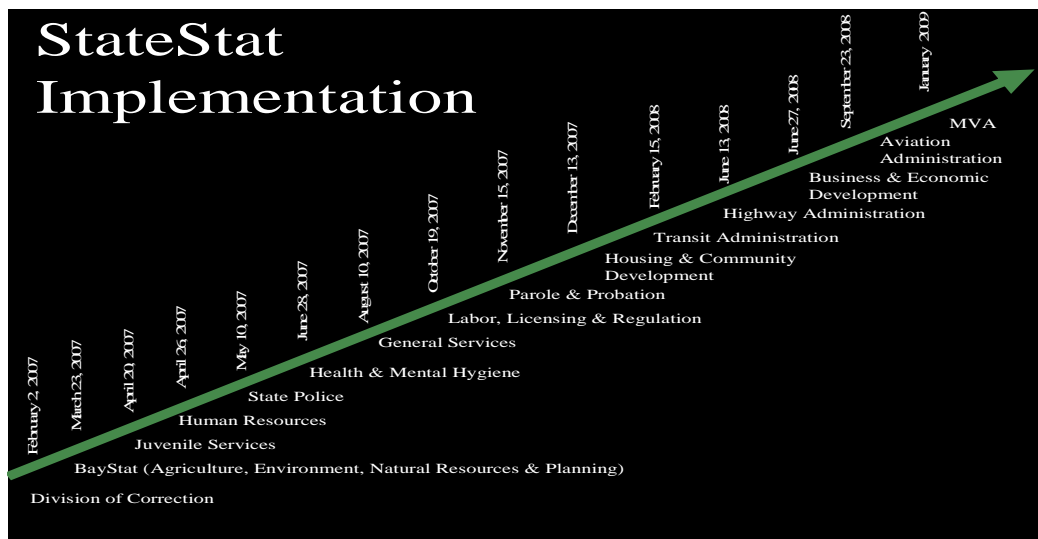 StateStat
Implementation
February 2, 2007
March 23, 2007
April 20, 2007
April 26, 2007
May 10, 2007
June 28, 2007
August 10, 2007
October 19, 2007
November 15, 2007
December 13, 2007
February 15, 2008
June 13, 2008
June 27, 2008
September 23, 2008
January 2009
MVA
Aviation
Administration
Business & Economic
Development
Highway Administration
Transit Administration
Housing & Community
Development
Parole & Probation
Labor, Licensing & Regulation
General Services
Health & Mental Hygiene
State Police
Human Resources
Juvenile Services
BayStat (Agriculture, Environment, Natural Resources & Planning)
Division of Correction